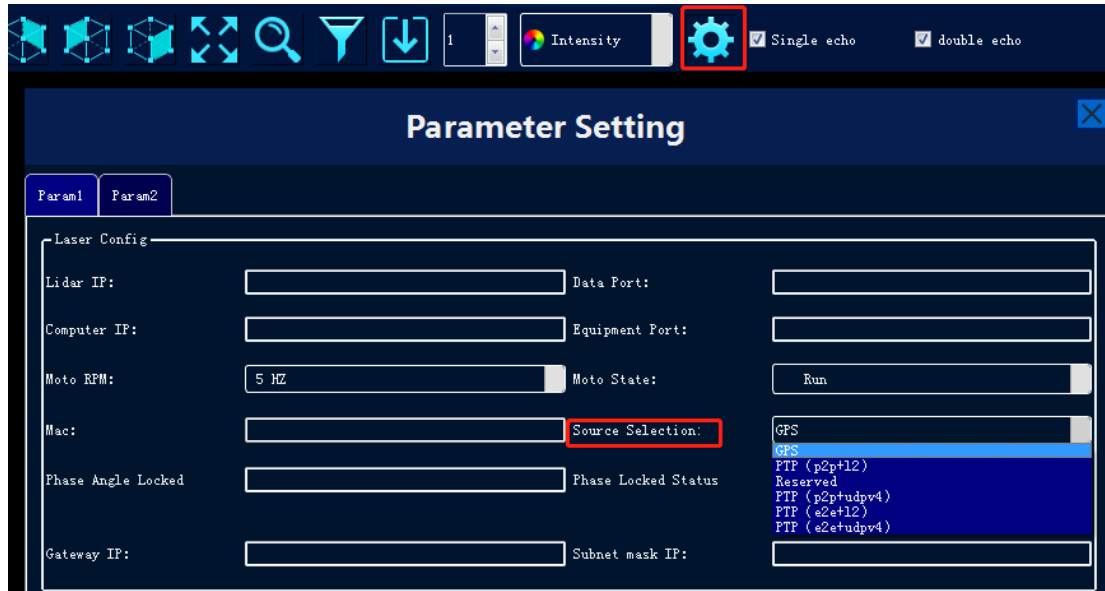 1 Intensity Single echo double echo
Parameter Setting
Param1 Param2
Laser Config
Lidar IP: Data Port:
Computer IP: Equipment Port:
Moto RPM: 5 HZ Moto State: Run
Mac: Source Selection: GPS
GPS
PTP (p2p+l2)
Reserved
PTP (p2p+udpv4)
PTP (e2e+l2)
PTP (e2e+udpv4)
Phase Angle Locked Phase Locked Status
Gateway IP: Subnet mask IP: